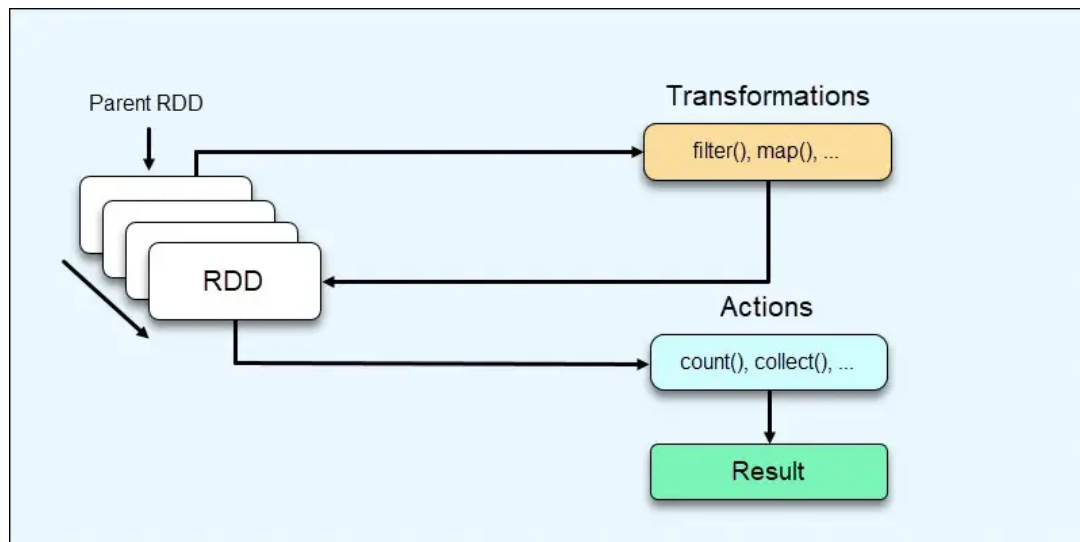 Parent RDD
Transformations
filter(), map(), ...
RDD
Actions
count(), collect(), ...
Result